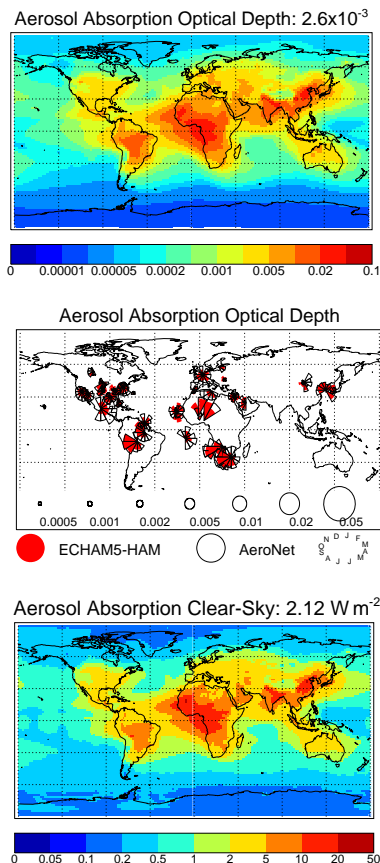 Aerosol Absorption Optical Depth: 2.6x10⁻³
0 0.00001 0.00005 0.0002 0.001 0.005 0.02 0.1
Aerosol Absorption Optical Depth
0.0005 0.001 0.002 0.005 0.01 0.02 0.05
ECHAM5-HAM AeroNet J F M A M J J A S O N D
Aerosol Absorption Clear-Sky: 2.12 W m⁻²
0 0.05 0.1 0.2 0.5 1 2 5 10 20 50